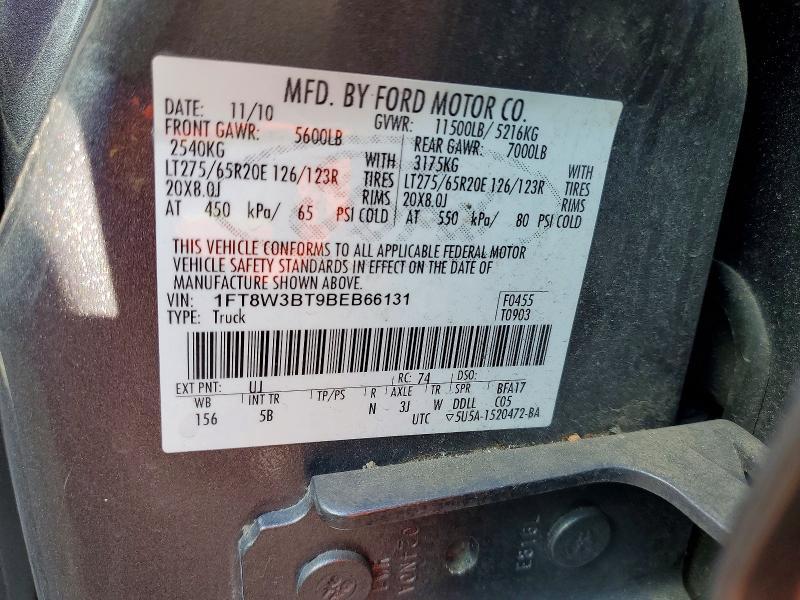 MFD. BY FORD MOTOR CO.
DATE: 11/10 GVWR: 11500LB/ 5216KG
FRONT GAWR: 5600LB REAR GAWR: 7000LB
2540KG WITH 3175KG WITH
LT275/65R20E 126/123R TIRES LT275/65R20E 126/123R TIRES
20X8.0J RIMS 20X8.0J RIMS
AT 450 kPa/ 65 PSI COLD AT 550 kPa/ 80 PSI COLD
THIS VEHICLE CONFORMS TO ALL APPLICABLE FEDERAL MOTOR
VEHICLE SAFETY STANDARDS IN EFFECT ON THE DATE OF
MANUFACTURE SHOWN ABOVE.
VIN: 1FT8W3BT9BEB66131 F0455
TYPE: Truck T0903
EXT PNT: UJ RC: 74 DSO:
WB INT TR TP/PS R AXLE TR SPR BFA17
156 5B N 3J W DDLL C05
UTC ▽5U5A-1520472-BA